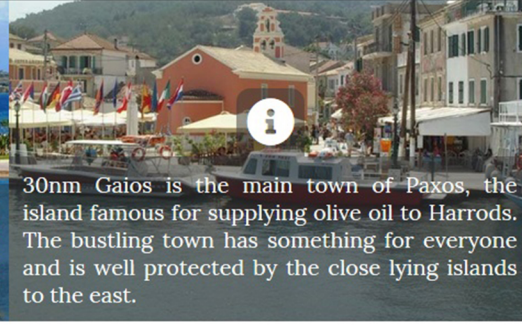 i
30nm Gaios is the main town of Paxos, the
island famous for supplying olive oil to Harrods.
The bustling town has something for everyone
and is well protected by the close lying islands
to the east.